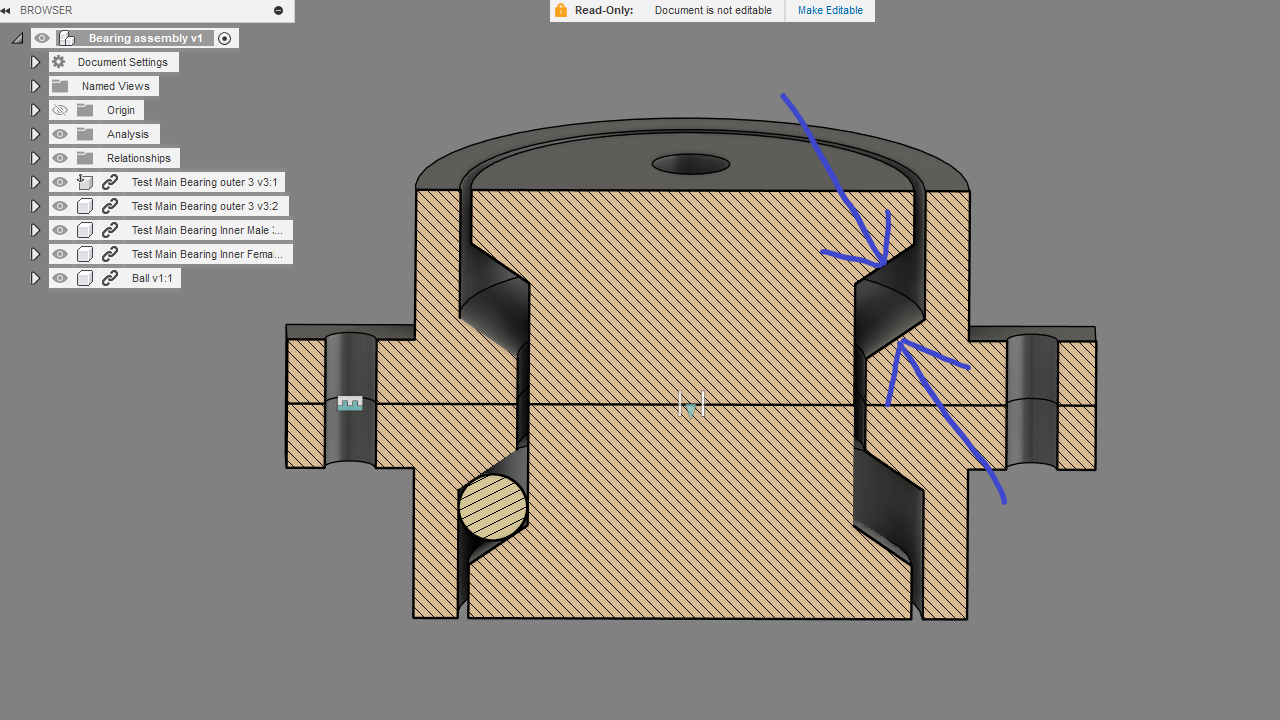 BROWSER
Read-Only: Document is not editable Make Editable
Bearing assembly v1
Document Settings
Named Views
Origin
Analysis
Relationships
Test Main Bearing outer 3 v3:1
Test Main Bearing outer 3 v3:2
Test Main Bearing Inner Male :...
Test Main Bearing Inner Fema...
Ball v1:1